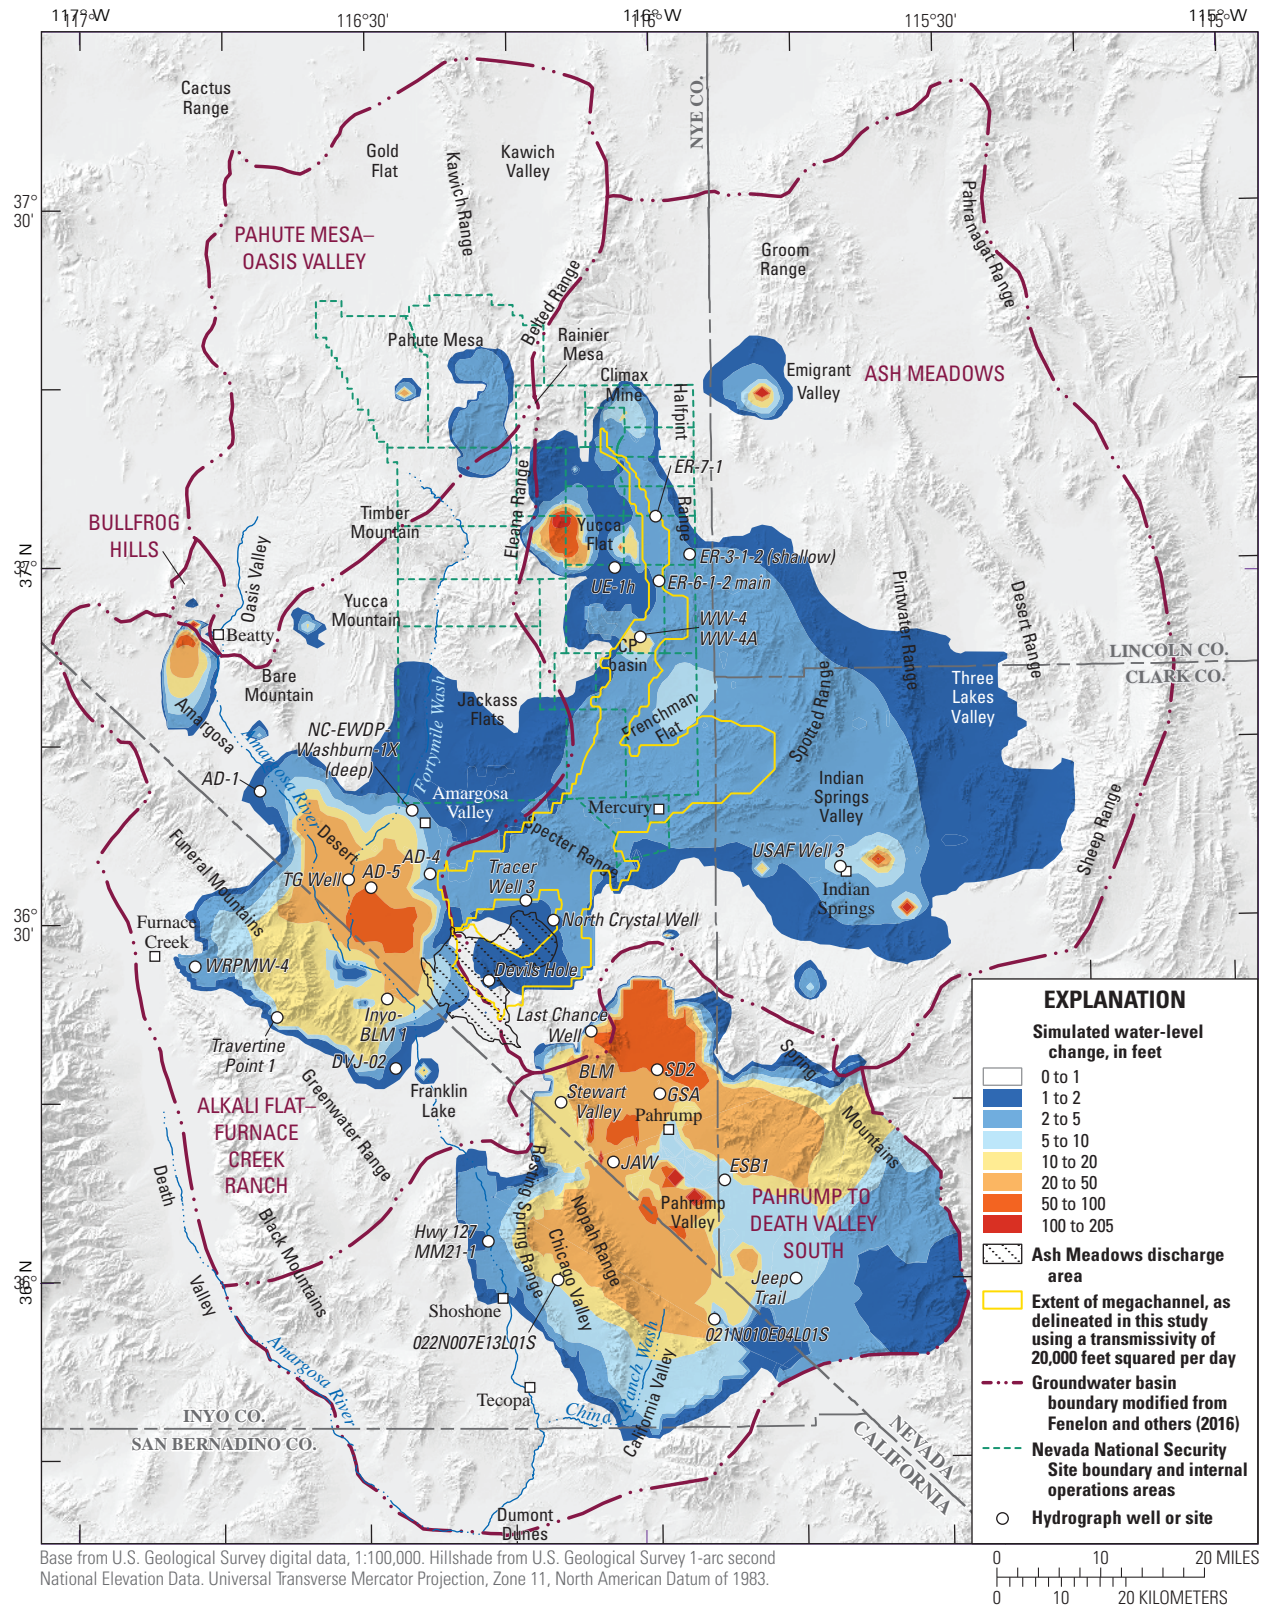 117°W
116°30'
116°W
115°30'
115°W
Cactus
Range
Gold
Flat
Kawich Range
Kawich
Valley
NYE CO.
Pahranagat Range
37°
30'
PAHUTE MESA–
OASIS VALLEY
Groom
Range
Belted Range
Pahute Mesa
Rainier
Mesa
Climax
Mine
Halfpint
Range
Emigrant
Valley
ASH MEADOWS
ER-7-1
Eleana Range
BULLFROG
HILLS
Timber
Mountain
Yucca
Flat
ER-3-1-2 (shallow)
37° N
Oasis Valley
UE-1h
ER-6-1-2 main
Pintwater Range
Desert Range
Yucca
Mountain
WW-4
WW-4A
Beatty
CP
basin
LINCOLN CO.
CLARK CO.
Bare
Mountain
Three
Lakes
Valley
Jackass
Flats
Fortymile Wash
Frenchman
Flat
Spotted Range
Amargosa
Desert
Amargosa River
NC-EWDP-
Washburn-1X
(deep)
AD-1
Amargosa
Valley
Mercury
Indian
Springs
Valley
Sheep Range
Specter Range
Funeral Mountains
USAF Well 3
AD-4
Tracer
Well 3
TG Well
AD-5
Indian
Springs
36°
30'
Furnace
Creek
North Crystal Well
WRPMW-4
Devils Hole
Inyo-
BLM 1
Last Chance
Well
Travertine
Point 1
DVJ-02
Spring
Mountains
BLM
Stewart
Valley
SD2
GSA
Franklin
Lake
Greenwater Range
Pahrump
ALKALI FLAT–
FURNACE
CREEK
RANCH
JAW
ESB1
Death
Valley
Resting Spring Range
Nopah Range
Pahrump
Valley
PAHRUMP TO
DEATH VALLEY
SOUTH
Black Mountains
Hwy 127
MM21-1
Chicago Valley
36° N
Jeep
Trail
Shoshone
022N007E13L01S
021N010E04L01S
Amargosa River
Tecopa
China Ranch Wash
California Valley
INYO CO.
SAN BERNADINO CO.
NEVADA
CALIFORNIA
Dumont
Dunes
EXPLANATION
Simulated water-level
change, in feet
0 to 1
1 to 2
2 to 5
5 to 10
10 to 20
20 to 50
50 to 100
100 to 205
Ash Meadows discharge
area
Extent of megachannel, as
delineated in this study
using a transmissivity of
20,000 feet squared per day
Groundwater basin
boundary modified from
Fenelon and others (2016)
Nevada National Security
Site boundary and internal
operations areas
Hydrograph well or site
Base from U.S. Geological Survey digital data, 1:100,000. Hillshade from U.S. Geological Survey 1-arc second
National Elevation Data. Universal Transverse Mercator Projection, Zone 11, North American Datum of 1983.
0 10 20 MILES
0 10 20 KILOMETERS